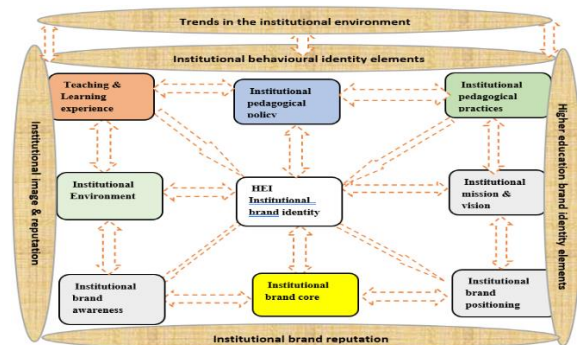 Trends in the institutional environment
Institutional behavioural identity elements
Teaching &
Learning
experience
Institutional
pedagogical
policy
Institutional
pedagogical
practices
Institutional image & reputation
Higher education brand identity elements
Institutional
Environment
HEI
Institutional
brand identity
Institutional
mission &
vision
Institutional
brand
awareness
Institutional
brand core
Institutional
brand
positioning
Institutional brand reputation